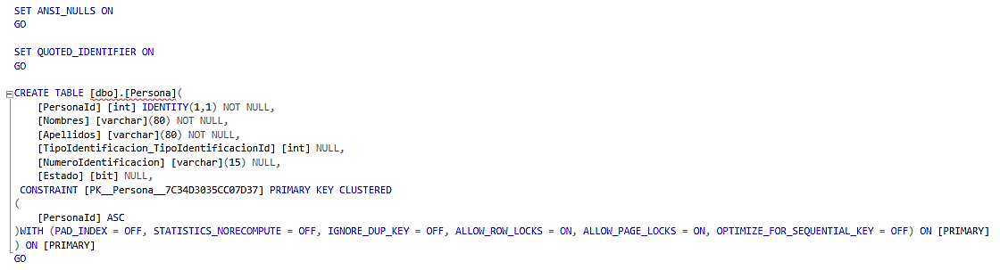 SET ANSI_NULLS ON
GO
SET QUOTED_IDENTIFIER ON
GO
CREATE TABLE [dbo].[Persona](
[PersonaId] [int] IDENTITY(1,1) NOT NULL,
[Nombres] [varchar](80) NOT NULL,
[Apellidos] [varchar](80) NOT NULL,
[TipoIdentificacion_TipoIdentificacionId] [int] NULL,
[NumeroIdentificacion] [varchar](15) NULL,
[Estado] [bit] NULL,
CONSTRAINT [PK__Persona__7C34D3035CC07D37] PRIMARY KEY CLUSTERED
(
[PersonaId] ASC
)WITH (PAD_INDEX = OFF, STATISTICS_NORECOMPUTE = OFF, IGNORE_DUP_KEY = OFF, ALLOW_ROW_LOCKS = ON, ALLOW_PAGE_LOCKS = ON, OPTIMIZE_FOR_SEQUENTIAL_KEY = OFF) ON [PRIMARY]
) ON [PRIMARY]
GO